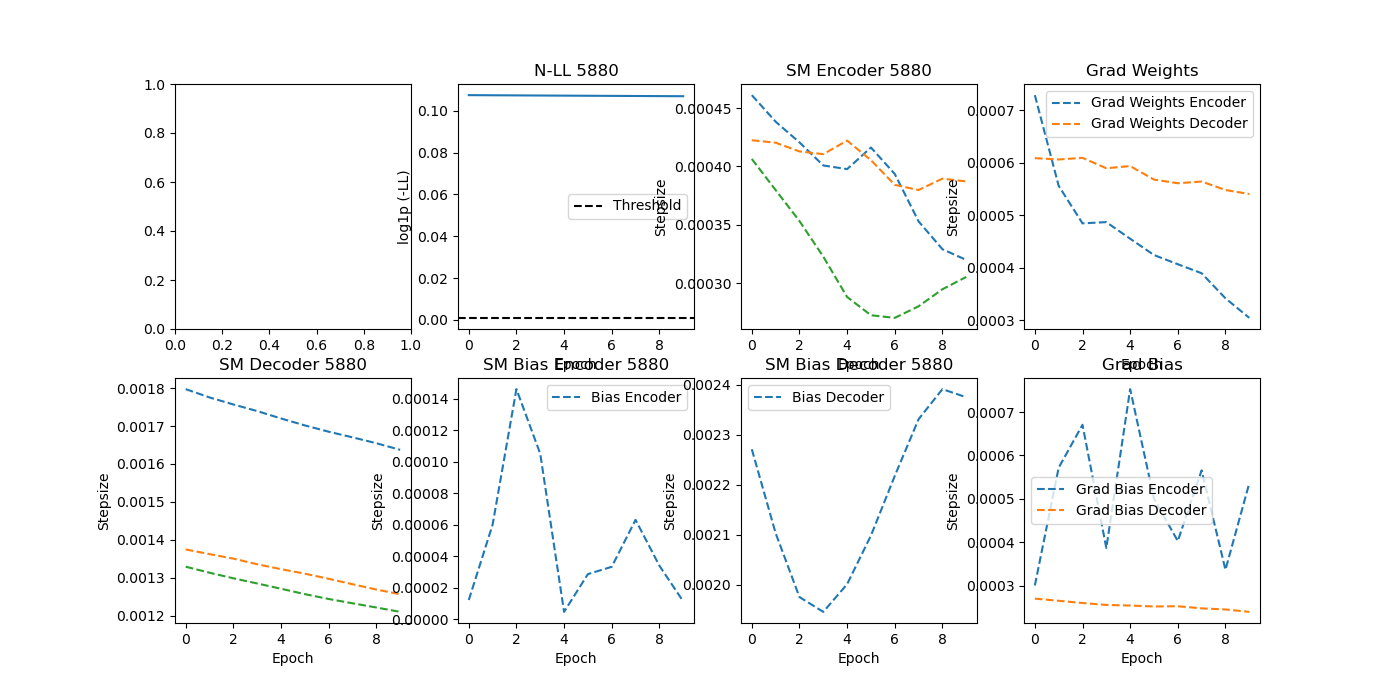 N-LL 5880
SM Encoder 5880
Grad Weights
1.0
0.8
0.6
0.4
0.2
0.0
0.0 0.2 0.4 0.6 0.8 1.0
log1p (-LL)
0.10
0.08
0.06
0.04
0.02
0.00
Threshold
0 2 4 6 8
Epoch
Stepsize
0.00045
0.00040
0.00035
0.00030
0 2 4 6 8
Epoch
Stepsize
0.0007
0.0006
0.0005
0.0004
0.0003
Grad Weights Encoder
Grad Weights Decoder
0 2 4 6 8
Epoch
SM Decoder 5880
SM Bias Encoder 5880
SM Bias Decoder 5880
Grad Bias
Stepsize
0.0018
0.0017
0.0016
0.0015
0.0014
0.0013
0.0012
0 2 4 6 8
Epoch
Stepsize
0.00014
0.00012
0.00010
0.00008
0.00006
0.00004
0.00002
0.00000
Bias Encoder
0 2 4 6 8
Epoch
Stepsize
0.0024
0.0023
0.0022
0.0021
0.0020
Bias Decoder
0 2 4 6 8
Epoch
Stepsize
0.0007
0.0006
0.0005
0.0004
0.0003
Grad Bias Encoder
Grad Bias Decoder
0 2 4 6 8
Epoch